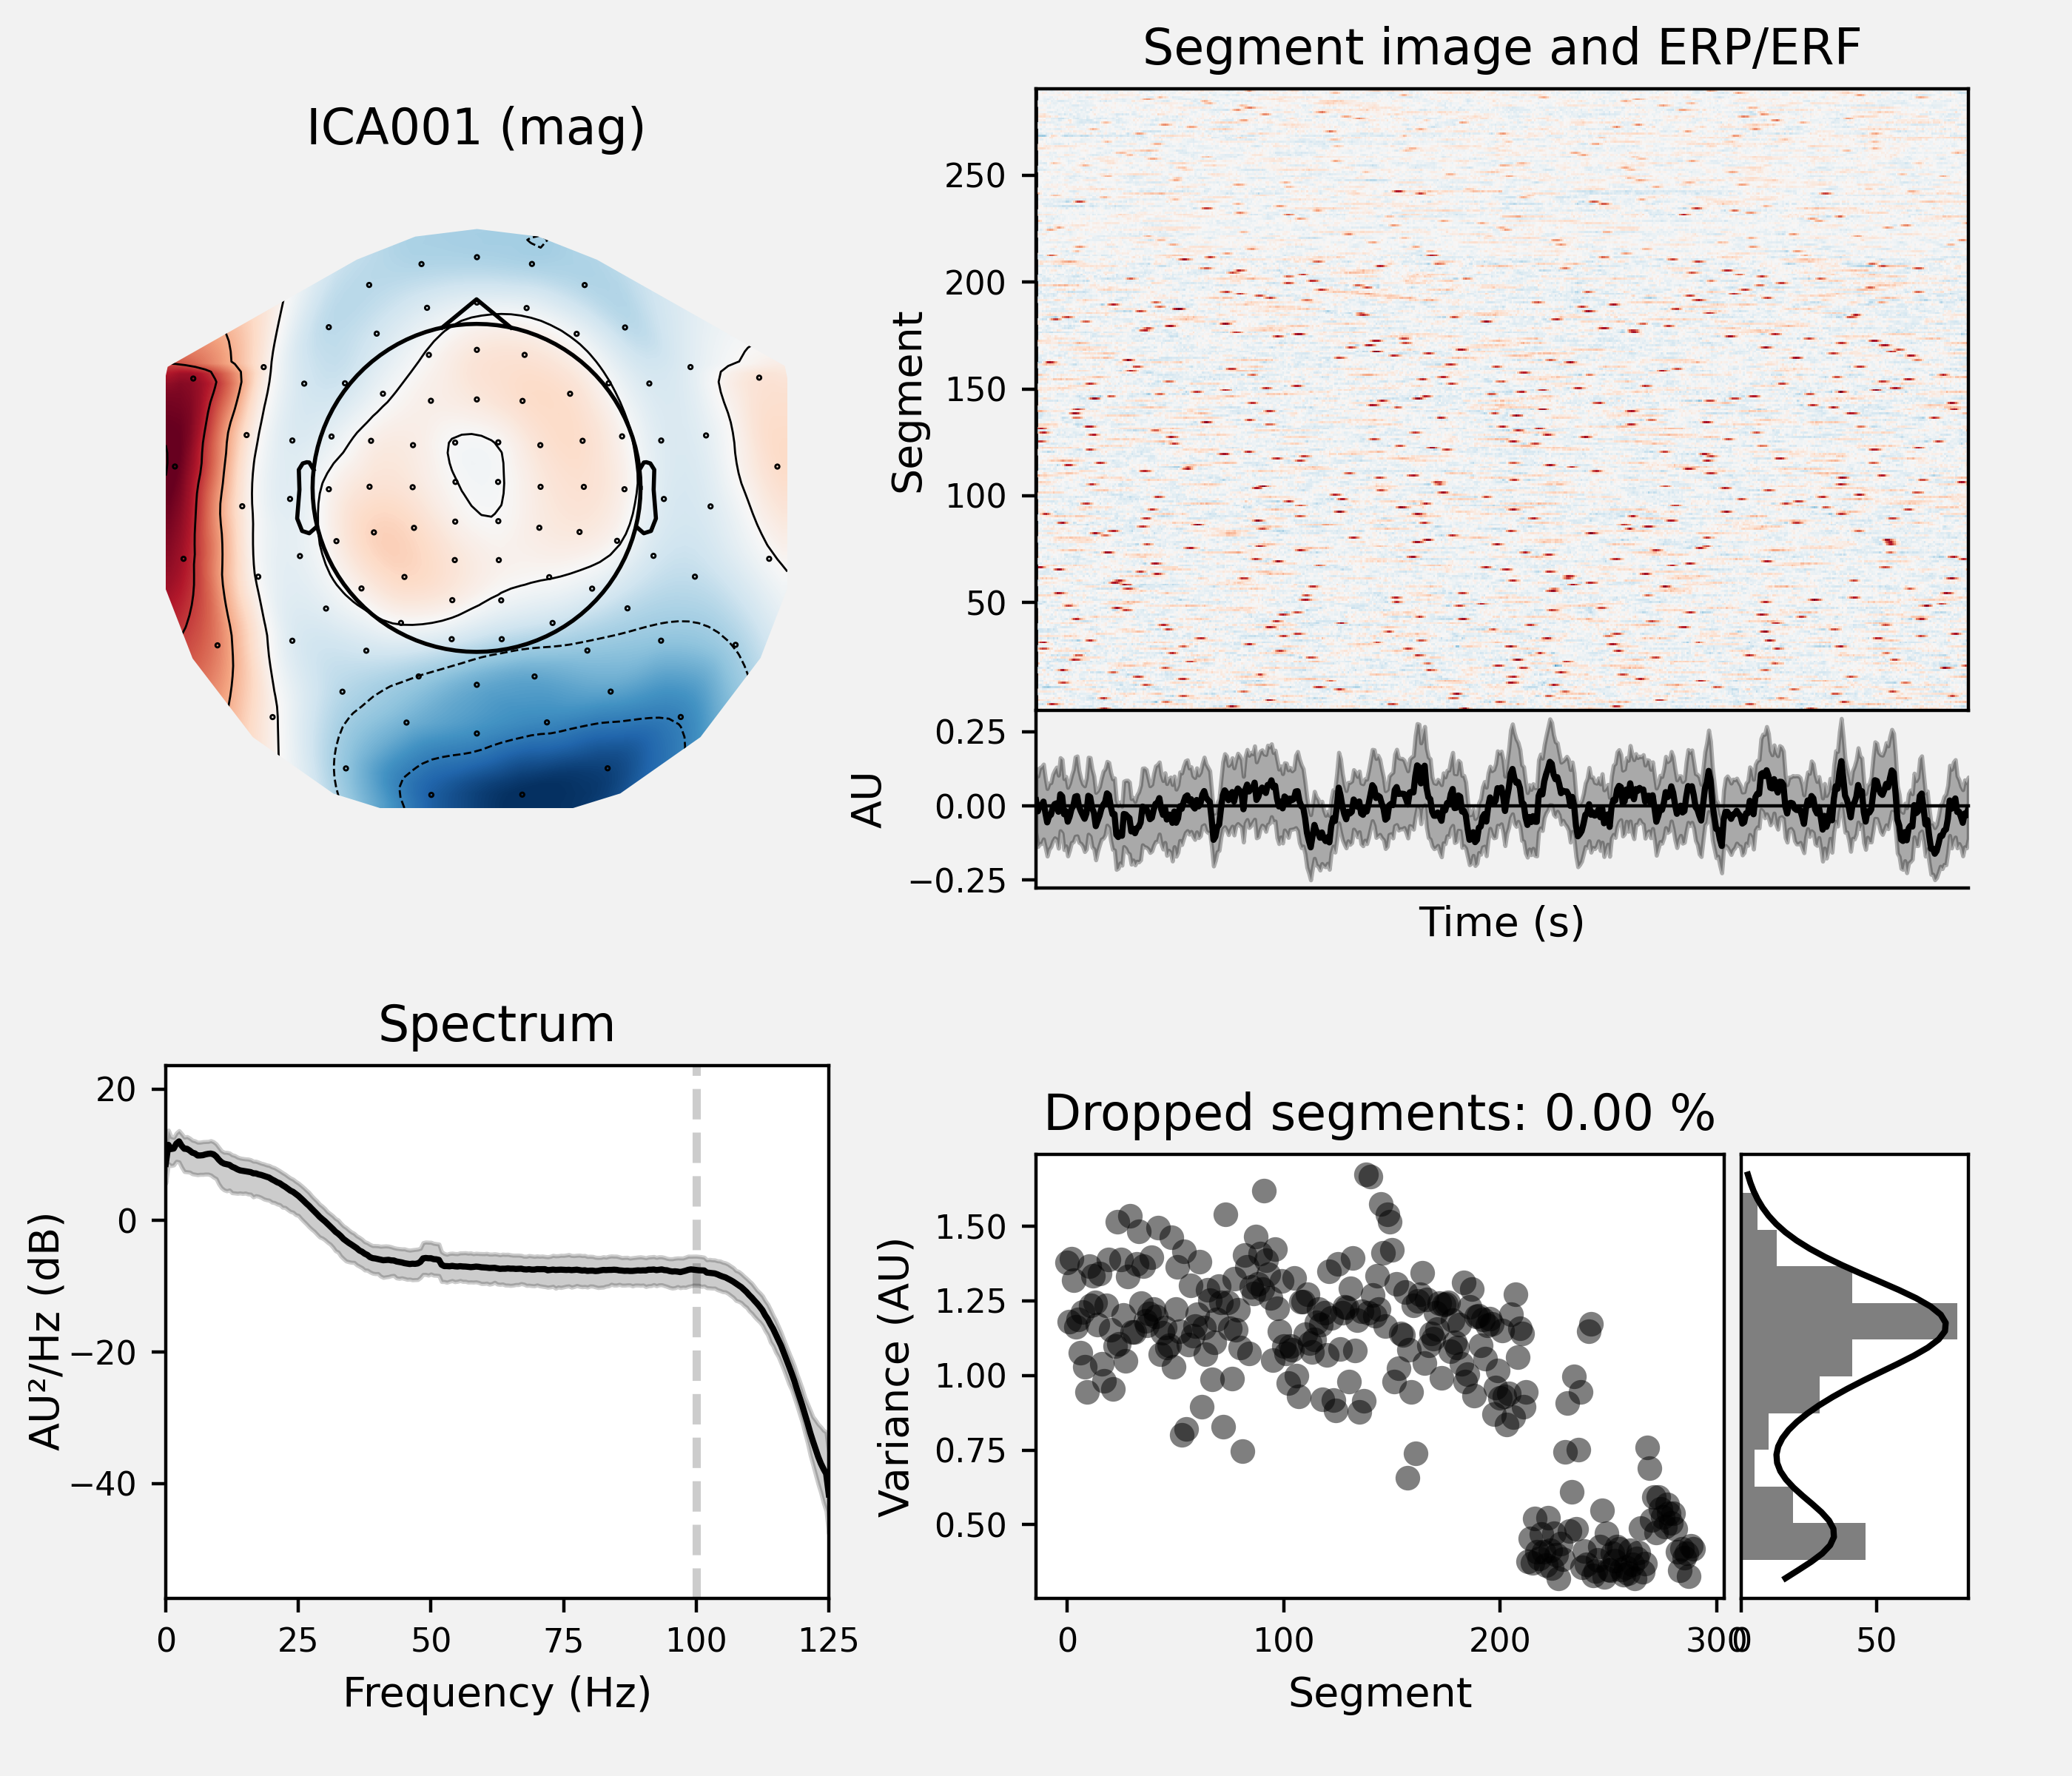 Segment image and ERP/ERF
ICA001 (mag)
250
200
150
100
50
Segment
0.25
0.00
−0.25
AU
Time (s)
Spectrum
20
0
−20
−40
AU²/Hz (dB)
0 25 50 75 100 125
Frequency (Hz)
Dropped segments: 0.00 %
1.50
1.25
1.00
0.75
0.50
Variance (AU)
0 100 200 300
Segment
0 50